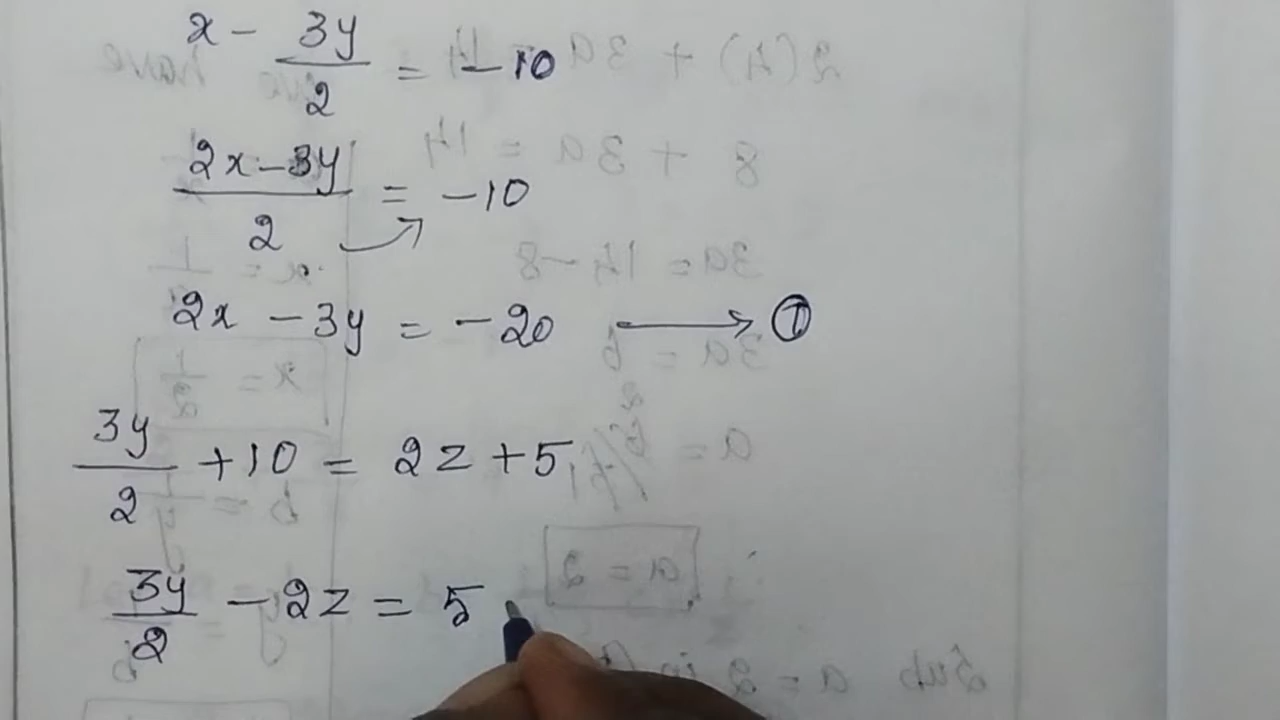 x - 3y/2 = -10
(2x - 3y)/2 = -10
2x - 3y = -20 ⟶ ①
3y/2 + 10 = 2z + 5
3y/2 - 2z = 5